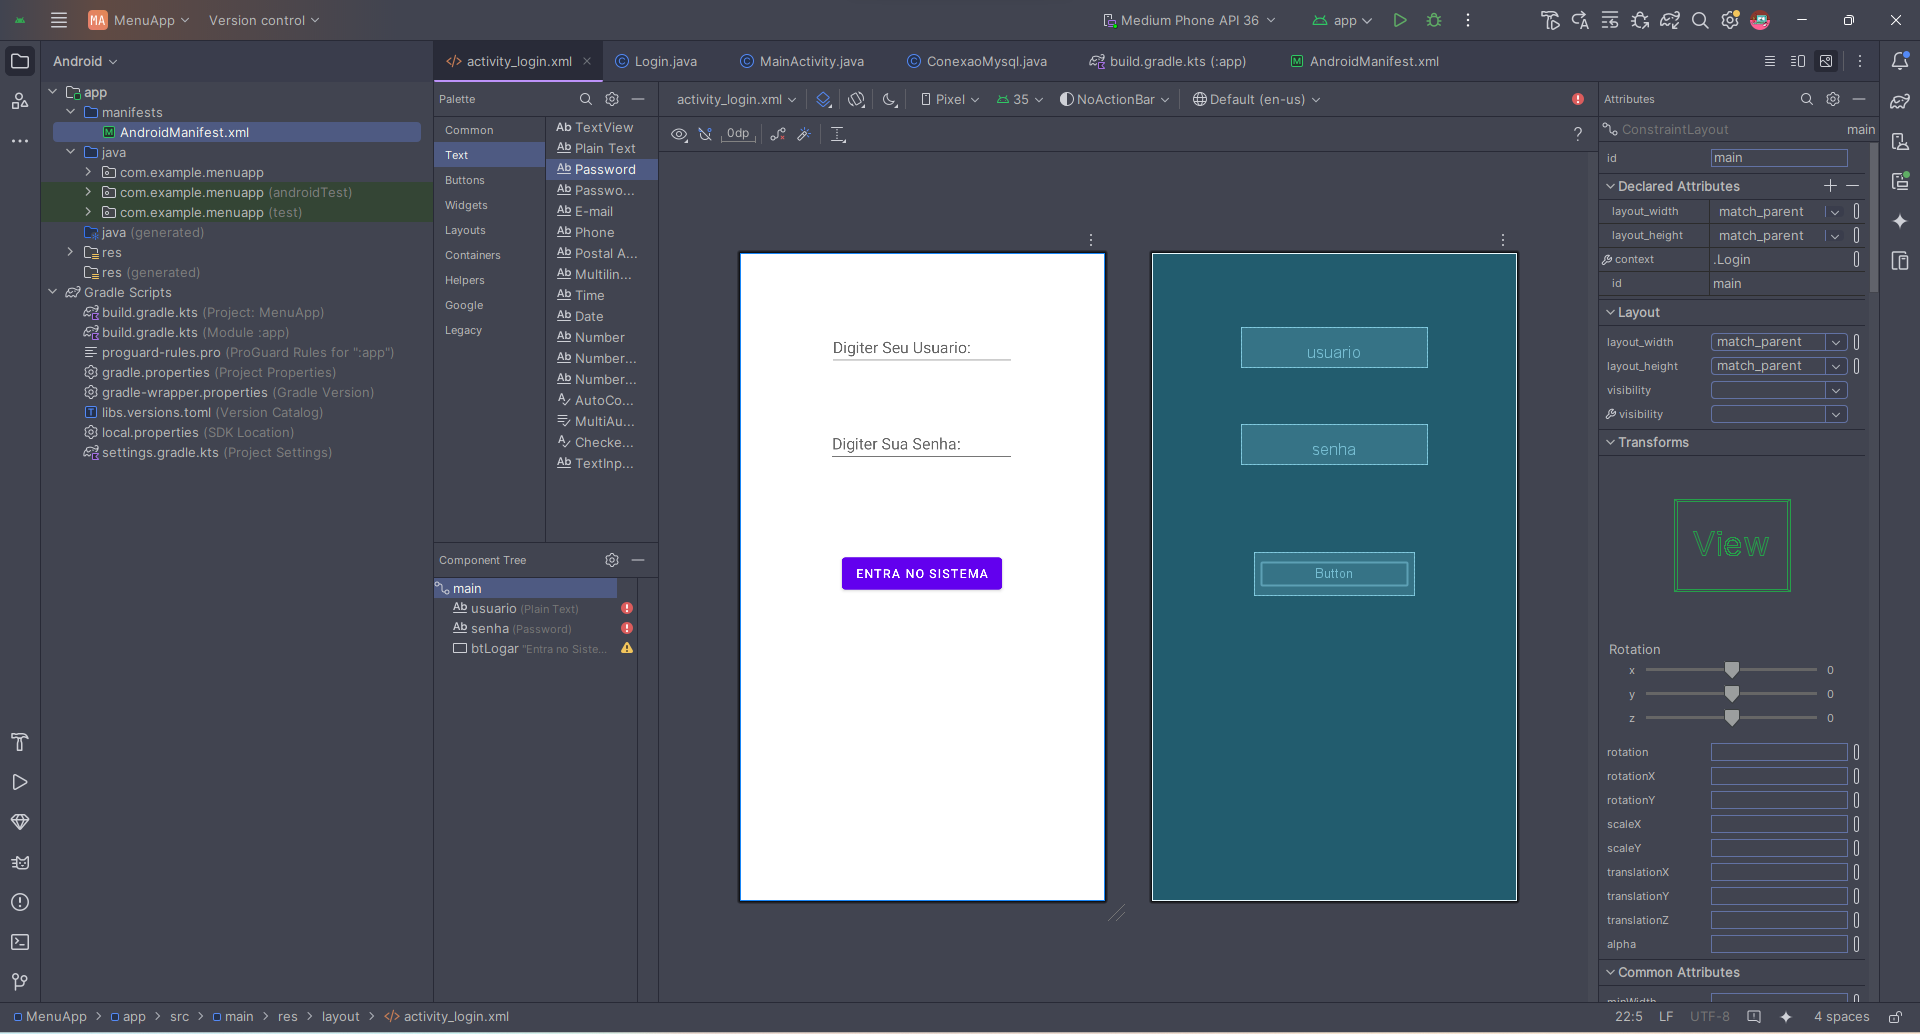 MA MenuApp Version control Medium Phone API 36 app
Android
activity_login.xml Login.java MainActivity.java ConexaoMysql.java build.gradle.kts (:app) AndroidManifest.xml
app
manifests
AndroidManifest.xml
java
com.example.menuapp
com.example.menuapp (androidTest)
com.example.menuapp (test)
java (generated)
res
res (generated)
Gradle Scripts
build.gradle.kts (Project: MenuApp)
build.gradle.kts (Module :app)
proguard-rules.pro (ProGuard Rules for ":app")
gradle.properties (Project Properties)
gradle-wrapper.properties (Gradle Version)
libs.versions.toml (Version Catalog)
local.properties (SDK Location)
settings.gradle.kts (Project Settings)
Palette
Common
Text
Buttons
Widgets
Layouts
Containers
Helpers
Google
Legacy
Ab TextView
Ab Plain Text
Ab Password
Ab Passwo...
Ab E-mail
Ab Phone
Ab Postal A...
Ab Multilin...
Ab Time
Ab Date
Ab Number
Ab Number...
Ab Number...
AutoCo...
MultiAu...
Checke...
Ab TextInp...
Component Tree
main
Ab usuario (Plain Text)
Ab senha (Password)
btLogar "Entra no Siste...
activity_login.xml Pixel 35 NoActionBar Default (en-us)
0dp ?
Digiter Seu Usuario:
Digiter Sua Senha:
ENTRA NO SISTEMA
usuario
senha
Button
Attributes
ConstraintLayout main
id main
Declared Attributes
layout_width match_parent
layout_height match_parent
context .Login
id main
Layout
layout_width match_parent
layout_height match_parent
visibility
visibility
Transforms
View
Rotation
x 0
y 0
z 0
rotation
rotationX
rotationY
scaleX
scaleY
translationX
translationY
translationZ
alpha
Common Attributes
minWidth
MenuApp > app > src > main > res > layout > activity_login.xml 22:5 LF UTF-8 4 spaces